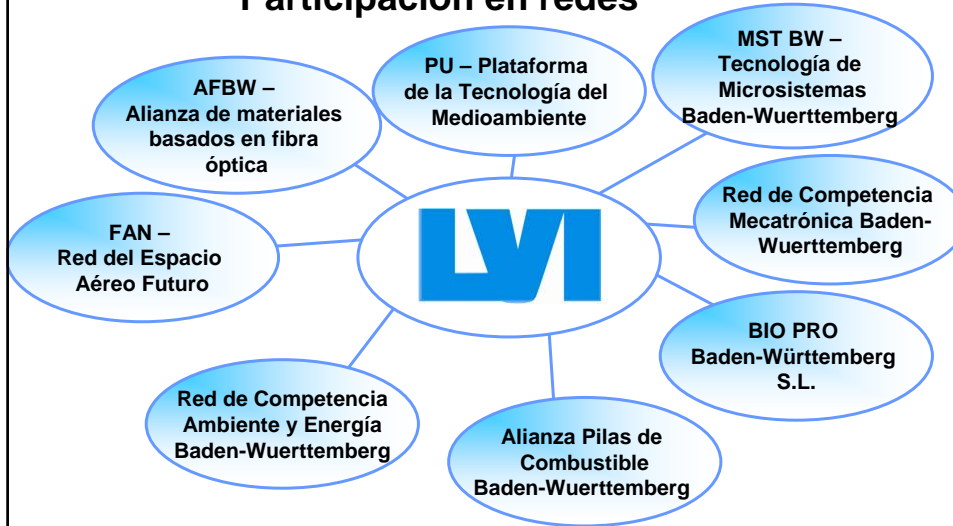 Participación en redes
PU – Plataforma
de la Tecnología del
Medioambiente
MST BW –
Tecnología de
Microsistemas
Baden-Wuerttemberg
AFBW –
Alianza de materiales
basados en fibra
óptica
Red de Competencia
Mecatrónica Baden-
Wuerttemberg
FAN –
Red del Espacio
Aéreo Futuro
LVI
BIO PRO
Baden-Württemberg
S.L.
Red de Competencia
Ambiente y Energía
Baden-Wuerttemberg
Alianza Pilas de
Combustible
Baden-Wuerttemberg